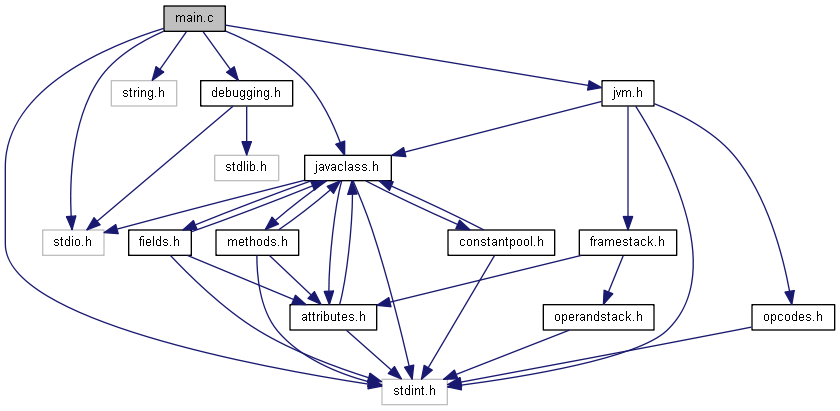 main.c
string.h
debugging.h
jvm.h
stdlib.h
javaclass.h
stdio.h
fields.h
methods.h
constantpool.h
framestack.h
attributes.h
operandstack.h
opcodes.h
stdint.h